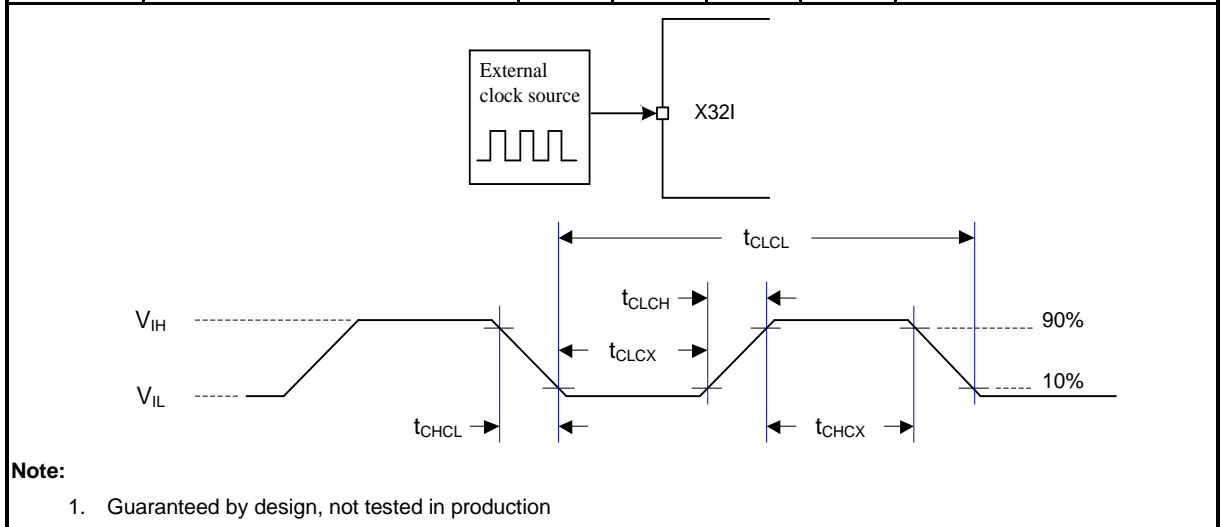 External
clock source
X32I
tCLCL
tCLCH
VIH
90%
tCLCX
VIL
10%
tCHCL
tCHCX
Note:
1. Guaranteed by design, not tested in production